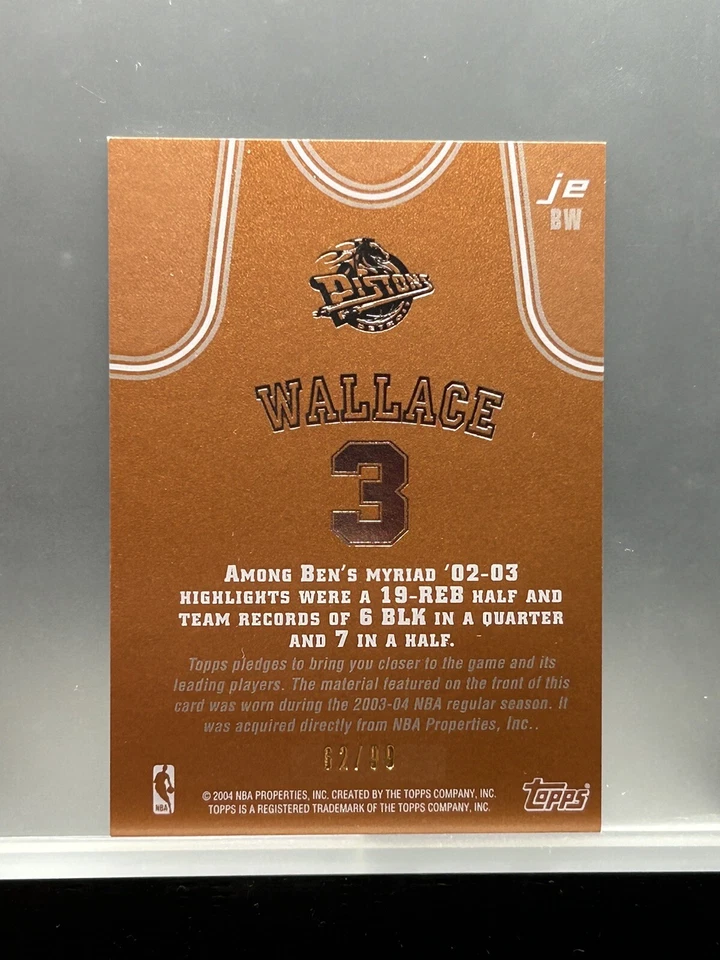 je
BW
PISTONS
DETROIT
WALLACE
3
AMONG BEN'S MYRIAD '02-03
HIGHLIGHTS WERE A 19-REB HALF AND
TEAM RECORDS OF 6 BLK IN A QUARTER
AND 7 IN A HALF.
Topps pledges to bring you closer to the game and its
leading players. The material featured on the front of this
card was worn during the 2003-04 NBA regular season. It
was acquired directly from NBA Properties, Inc..
62/99
NBA
© 2004 NBA PROPERTIES, INC. CREATED BY THE TOPPS COMPANY, INC.
TOPPS IS A REGISTERED TRADEMARK OF THE TOPPS COMPANY, INC.
topps®